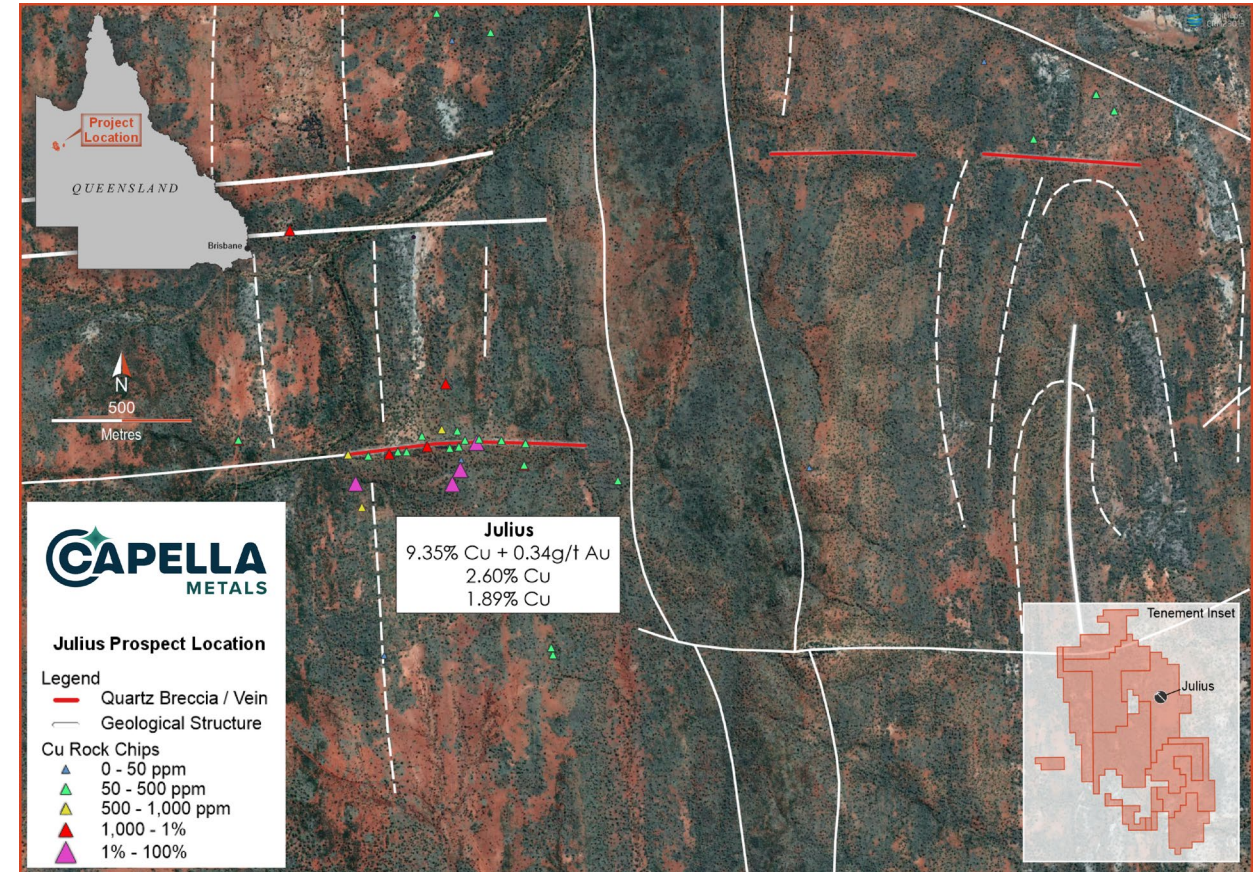 Project
Location
QUEENSLAND
Brisbane
N
500
Metres
Julius
9.35% Cu + 0.34g/t Au
2.60% Cu
1.89% Cu
CAPELLA
METALS
Julius Prospect Location
Legend
Quartz Breccia / Vein
Geological Structure
Cu Rock Chips
0 - 50 ppm
50 - 500 ppm
500 - 1,000 ppm
1,000 - 1%
1% - 100%
Tenement Inset
Julius